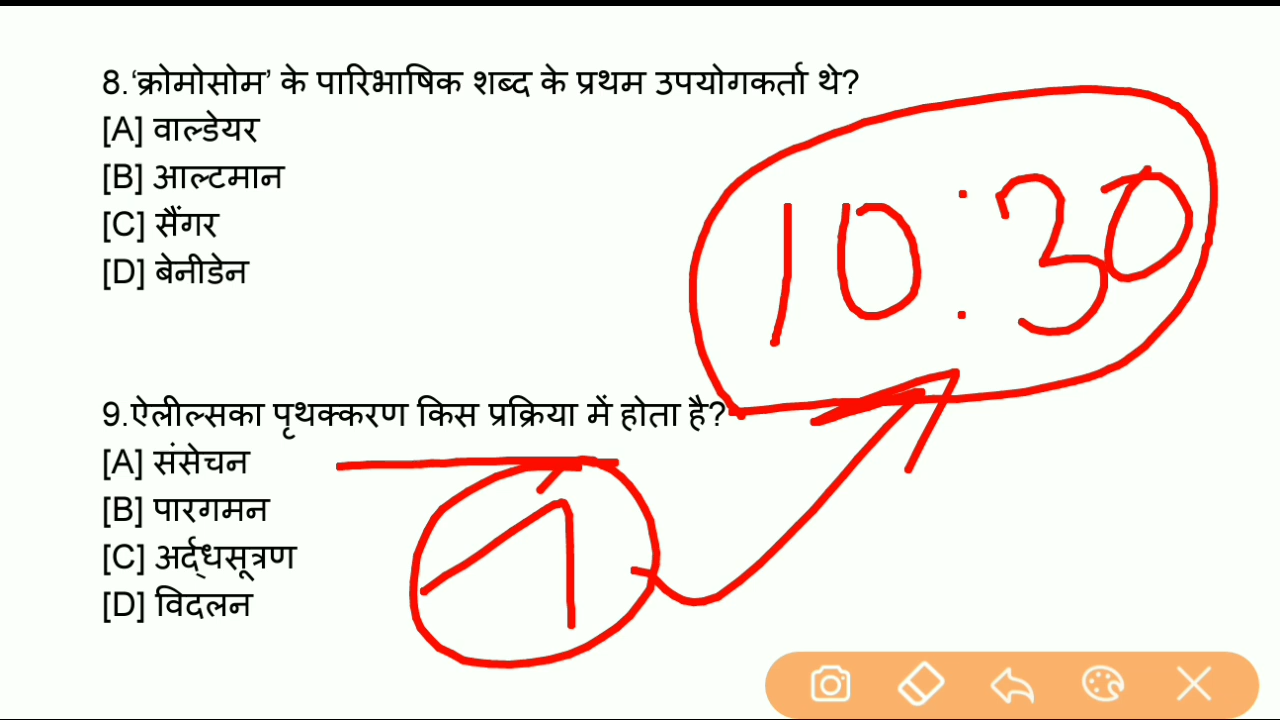 8.‘क्रोमोसोम’ के पारिभाषिक शब्द के प्रथम उपयोगकर्ता थे?
[A] वाल्डेयर
[B] आल्टमान
[C] सैंगर
[D] बेनीडेन
10:30
9.ऐलील्सका पृथक्करण किस प्रक्रिया में होता है?
[A] संसेचन
[B] पारगमन
[C] अर्द्धसूत्रण
[D] विदलन
1